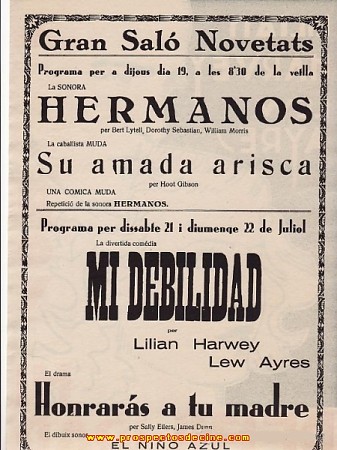 Gran Saló Novetats
Programa per a dijous dia 19, a les 8'30 de la vetlla
La SONORA
HERMANOS
per Bert Lytell, Dorothy Sebastian, William Morris
La caballista MUDA
Su amada arisca
per Hoot Gibson
UNA COMICA MUDA
Repetició de la sonora HERMANOS.
Programa per dissabte 21 i diumenge 22 de Juliol
La divertida comédia
MI DEBILIDAD
per
Lilian Harwey
Lew Ayres
El drama
Honrarás a tu madre
per Sally Eilers, James Dunn
El dibuix sonor
EL NIÑO AZUL
www.prospectosdecine.com